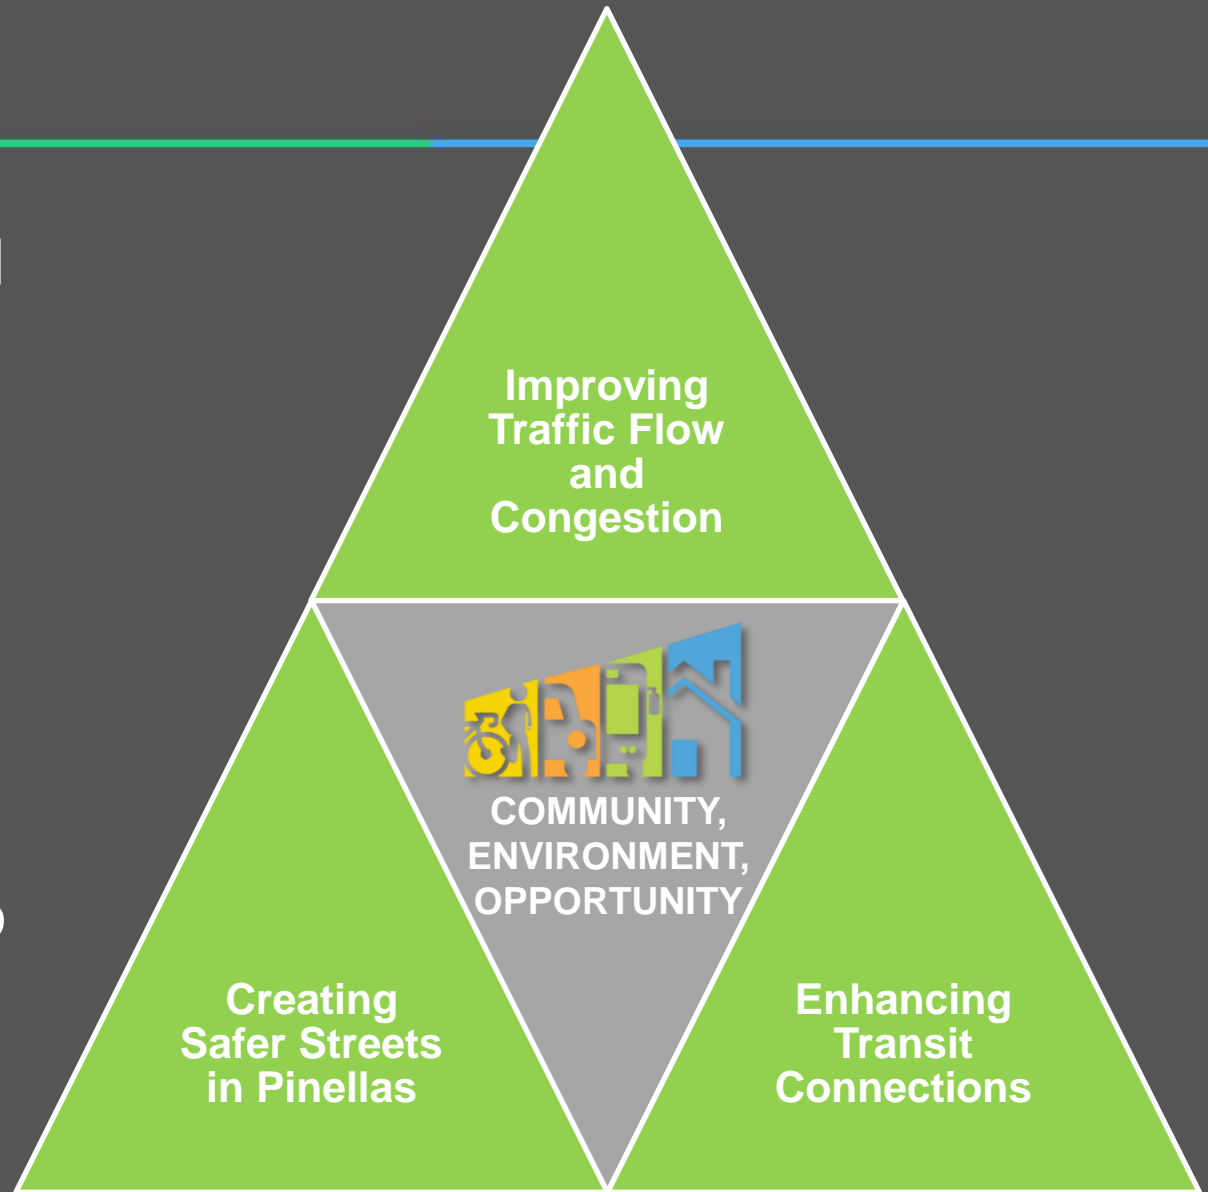 Improving
Traffic Flow
and
Congestion
COMMUNITY,
ENVIRONMENT,
OPPORTUNITY
Creating
Safer Streets
in Pinellas
Enhancing
Transit
Connections